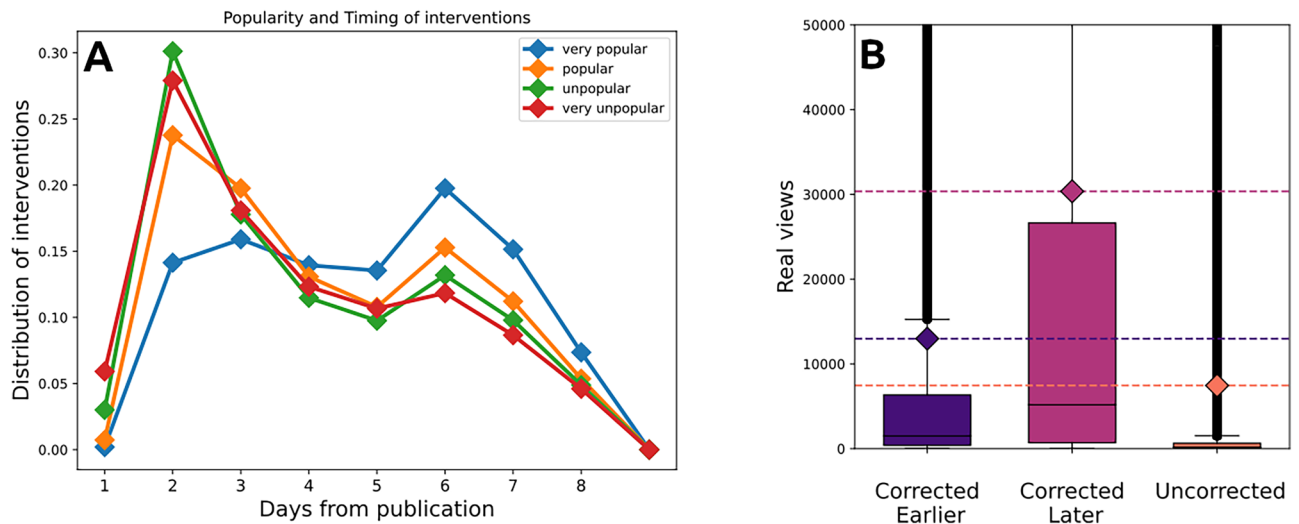 Popularity and Timing of interventions
A
very popular
popular
unpopular
very unpopular
Distribution of interventions
0.30
0.25
0.20
0.15
0.10
0.05
0.00
1 2 3 4 5 6 7 8
Days from publication
B
Real views
50000
40000
30000
20000
10000
0
Corrected Earlier
Corrected Later
Uncorrected